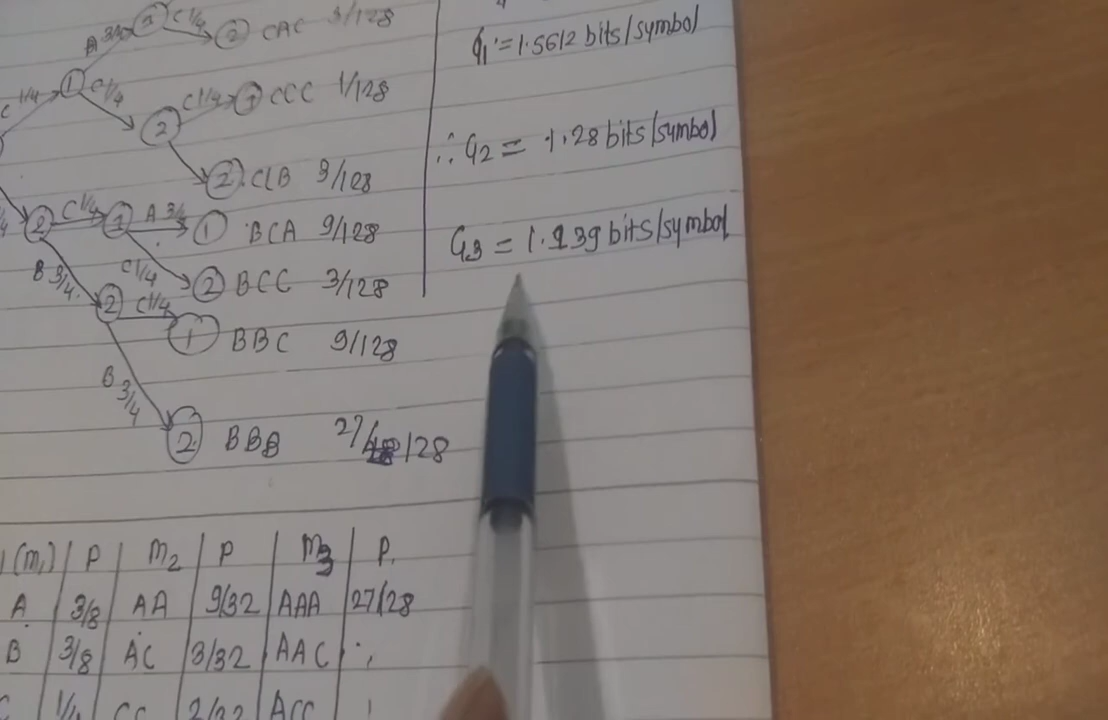 A 3/4 C 1/4 2 CAC 3/128
C 1/4 1 C 1/4
C 1/4 1 CCC 1/128
2
2 CCB 3/128
2 C 1/4 1 A 3/4 1 BCA 9/128
C 1/4 2 BCC 3/128
B 3/4 2 C 1/4 1 BBC 9/128
B 3/4
2 BBB 27/128
G1 = 1.5612 bits/symbol
∴ G2 = 1.28 bits/symbol
G3 = 1.139 bits/symbol
(m1) P M2 P M3 P
A 3/8 AA 9/32 AAA 27/128
B 3/8 AC 3/32 AAC
C 1/4 CC 2/32 ACC